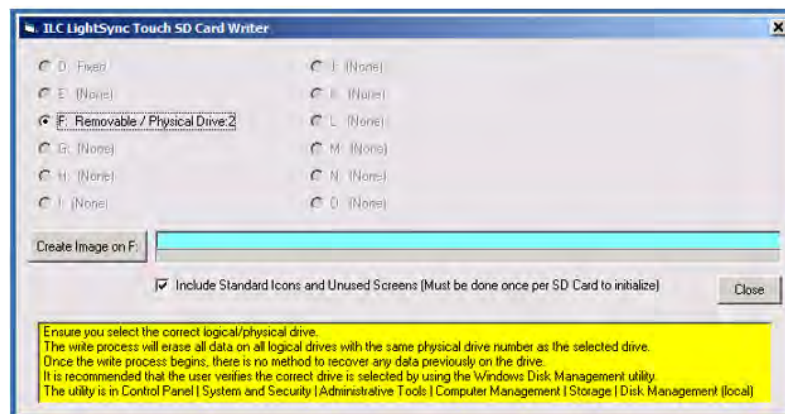 ILC LightSync Touch SD Card Writer
D: Fixed
J: (None)
E: (None)
K: (None)
F: Removable / Physical Drive:2
L: (None)
G: (None)
M: (None)
H: (None)
N: (None)
I: (None)
O: (None)
Create Image on F:
Include Standard Icons and Unused Screens (Must be done once per SD Card to initialize)
Close
Ensure you select the correct logical/physical drive.
The write process will erase all data on all logical drives with the same physical drive number as the selected drive.
Once the write process begins, there is no method to recover any data previously on the drive.
It is recommended that the user verifies the correct drive is selected by using the Windows Disk Management utility.
The utility is in Control Panel | System and Security | Administrative Tools | Computer Management | Storage | Disk Management (local)